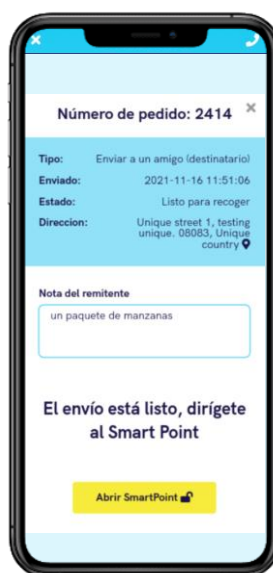 Número de pedido: 2414
Tipo: Enviar a un amigo (destinatario)
Enviado: 2021-11-16 11:51:06
Estado: Listo para recoger
Direccion: Unique street 1, testing
unique. 08083, Unique
country
Nota del remitente
un paquete de manzanas
El envío está listo, dirígete
al Smart Point
Abrir SmartPoint